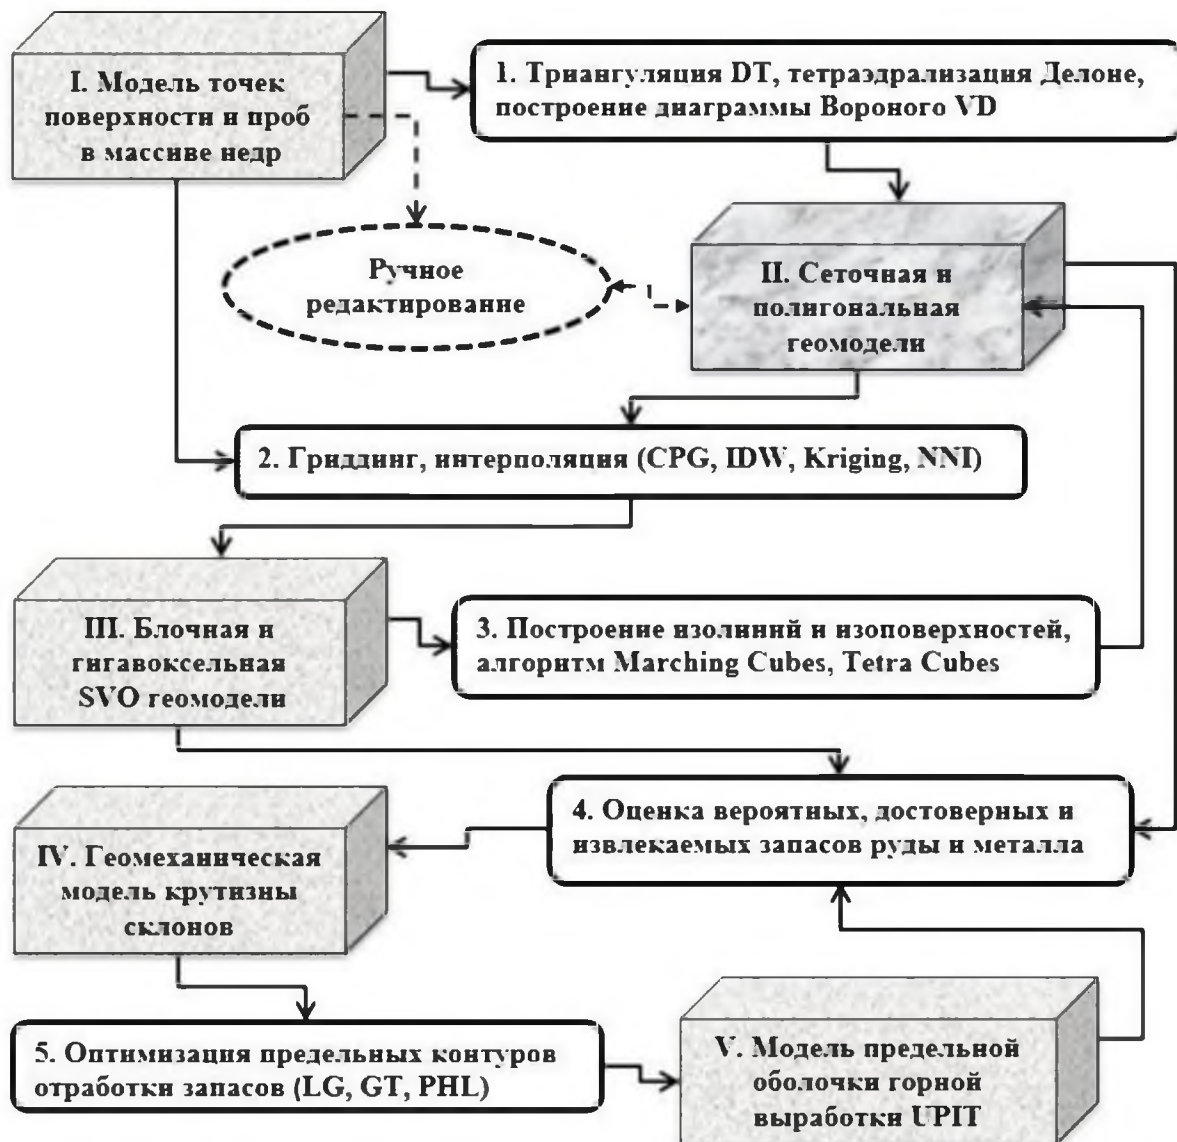 I. Модель точек
поверхности и проб
в массиве недр
1. Триангуляция DT, тетраэдрализация Делоне,
построение диаграммы Вороного VD
Ручное
редактирование
II. Сеточная и
полигональная
геомодели
2. Гриддинг, интерполяция (CPG, IDW, Kriging, NNI)
III. Блочная и
гигавоксельная
SVO геомодели
3. Построение изолиний и изоповерхностей,
алгоритм Marching Cubes, Tetra Cubes
4. Оценка вероятных, достоверных и
извлекаемых запасов руды и металла
IV. Геомеханическая
модель крутизны
склонов
5. Оптимизация предельных контуров
отработки запасов (LG, GT, PHL)
V. Модель предельной
оболочки горной
выработки UPIT